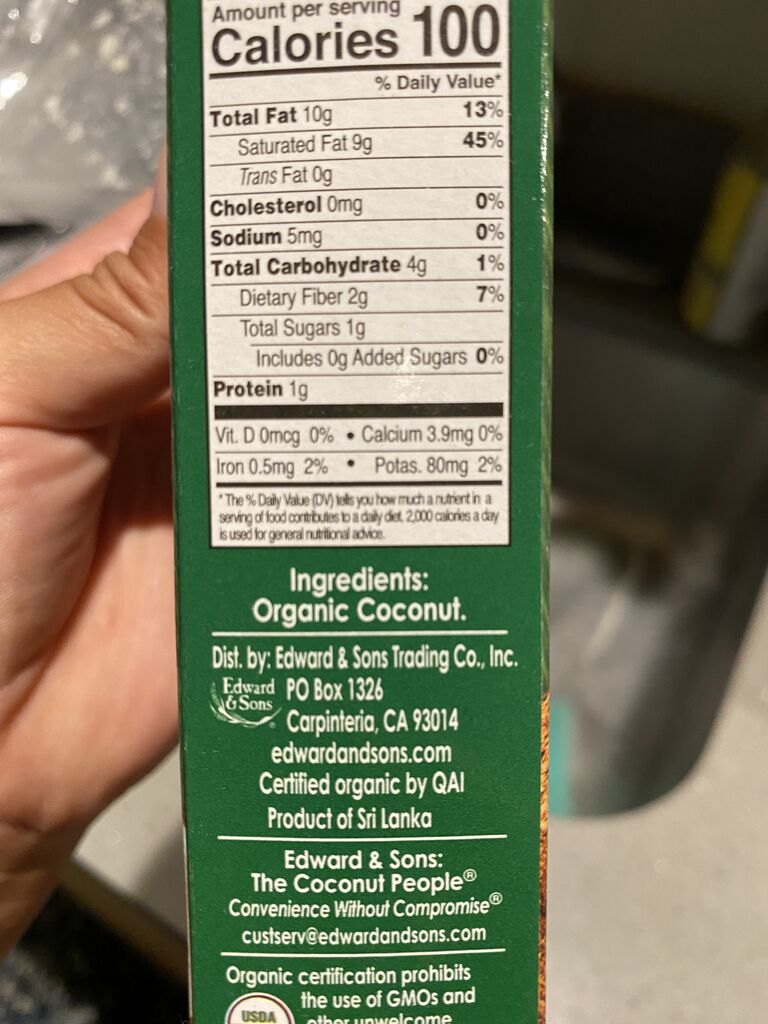 Amount per serving
Calories 100
% Daily Value*
Total Fat 10g 13%
Saturated Fat 9g 45%
Trans Fat 0g
Cholesterol 0mg 0%
Sodium 5mg 0%
Total Carbohydrate 4g 1%
Dietary Fiber 2g 7%
Total Sugars 1g
Includes 0g Added Sugars 0%
Protein 1g
Vit. D 0mcg 0% • Calcium 3.9mg 0%
Iron 0.5mg 2% • Potas. 80mg 2%
*The % Daily Value (DV) tells you how much a nutrient in a
serving of food contributes to a daily diet. 2,000 calories a day
is used for general nutritional advice.
Ingredients:
Organic Coconut.
Dist. by: Edward & Sons Trading Co., Inc.
Edward
& Sons
®
PO Box 1326
Carpinteria, CA 93014
edwardandsons.com
Certified organic by QAI
Product of Sri Lanka
Edward & Sons:
The Coconut People®
Convenience Without Compromise®
custserv@edwardandsons.com
Organic certification prohibits
the use of GMOs and
USDA
other unwelcome